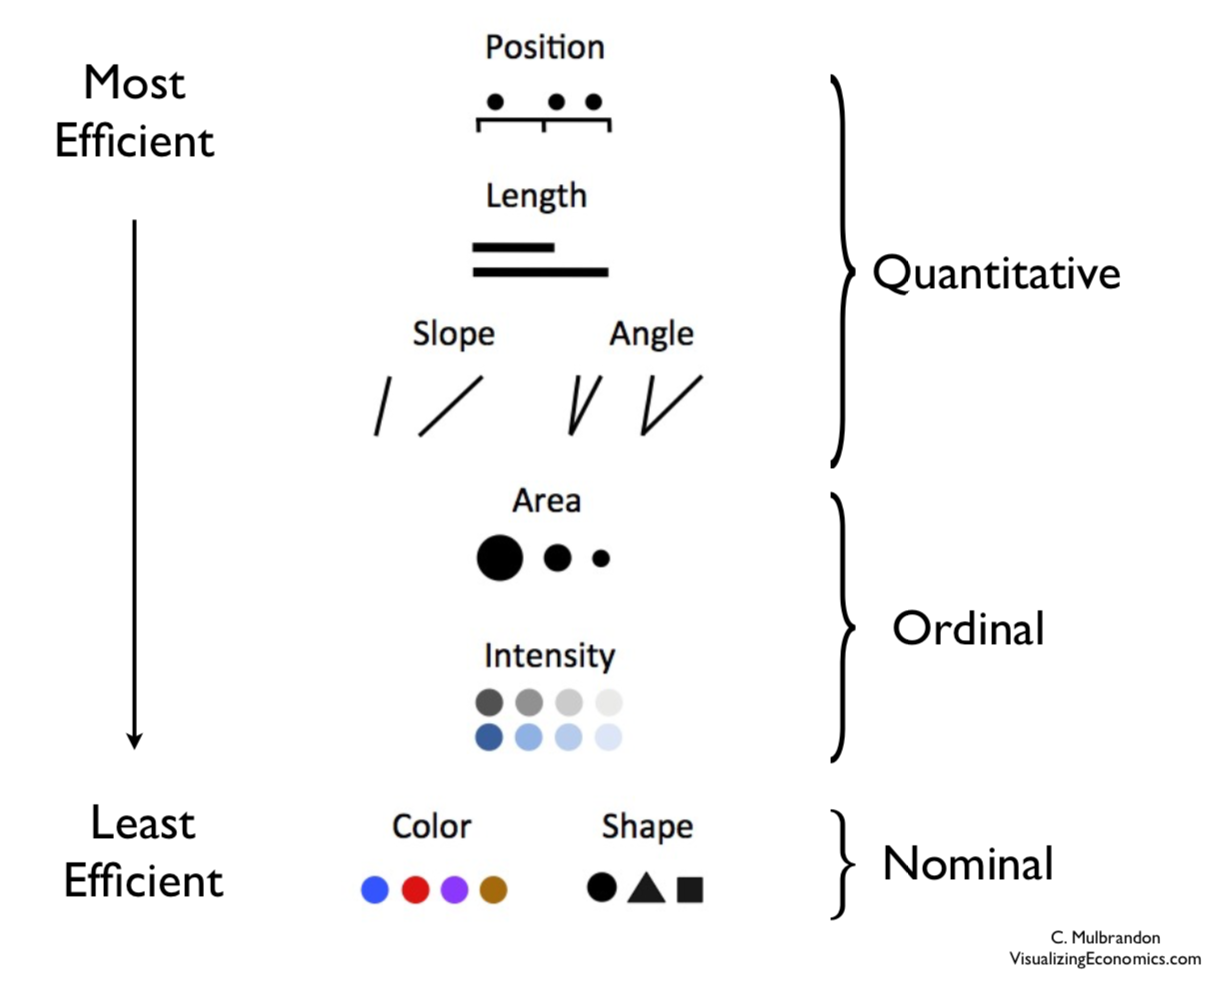 Most
Efficient
Position
Length
Slope
Angle
Quantitative
Area
Intensity
Ordinal
Least
Efficient
Color
Shape
Nominal
C. Mulbrandon
VisualizingEconomics.com